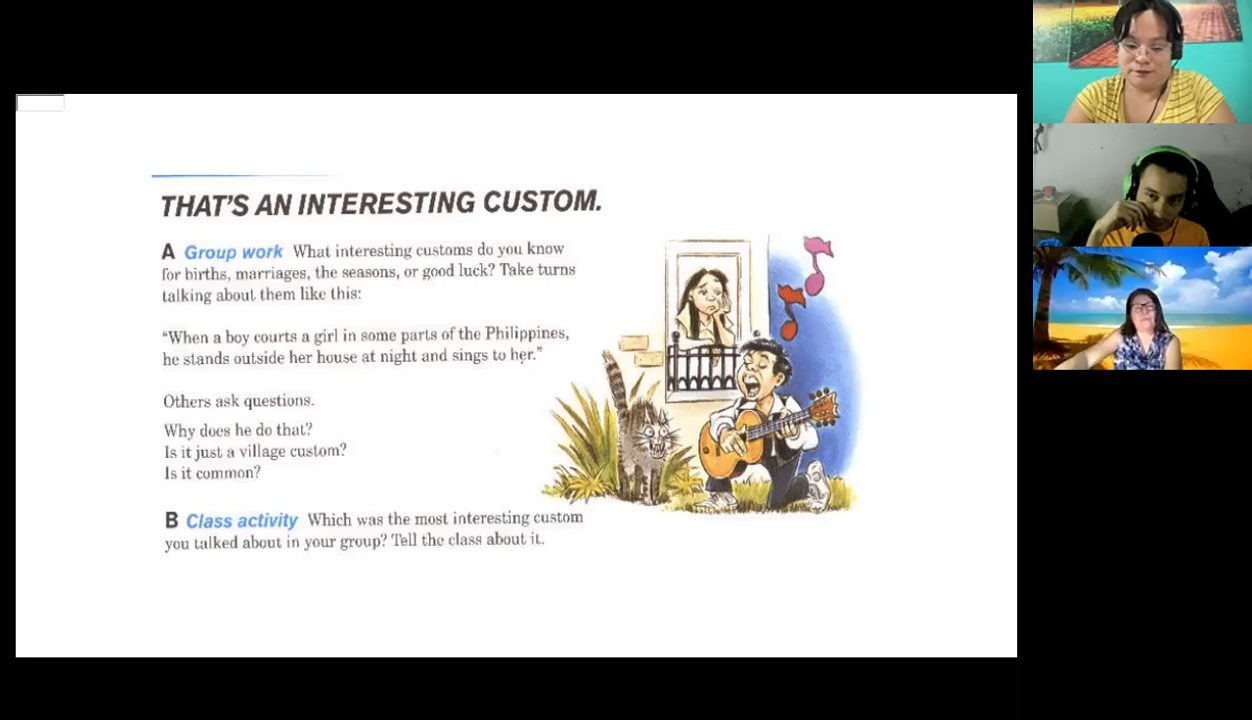 THAT'S AN INTERESTING CUSTOM.
A Group work What interesting customs do you know
for births, marriages, the seasons, or good luck? Take turns
talking about them like this:
“When a boy courts a girl in some parts of the Philippines,
he stands outside her house at night and sings to her.”
Others ask questions.
Why does he do that?
Is it just a village custom?
Is it common?
B Class activity Which was the most interesting custom
you talked about in your group? Tell the class about it.